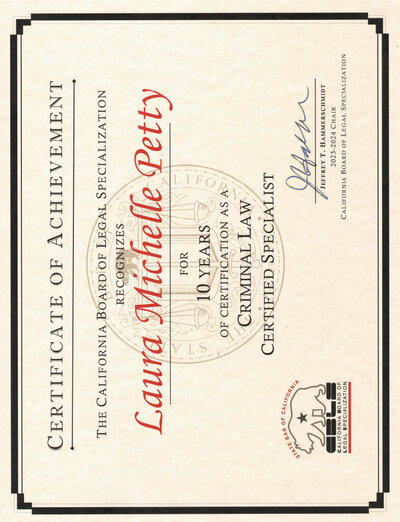 CERTIFICATE OF ACHIEVEMENT
THE CALIFORNIA BOARD OF LEGAL SPECIALIZATION
RECOGNIZES
Laura Michelle Petty
FOR
10 YEARS
OF CERTIFICATION AS A
CRIMINAL LAW
CERTIFIED SPECIALIST
STATE BAR OF CALIFORNIA
CBLS
CALIFORNIA BOARD OF
LEGAL SPECIALIZATION
JEFFREY T. HAMMERSCHMIDT
2023-2024 CHAIR
CALIFORNIA BOARD OF LEGAL SPECIALIZATION